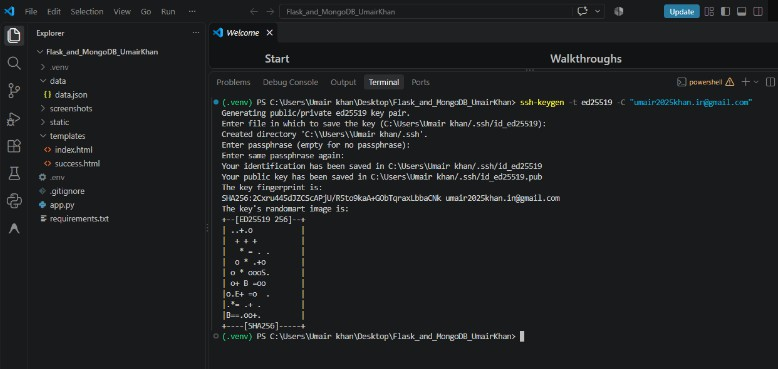 File Edit Selection View Go Run ···
Flask_and_MongoDB_UmairKhan
Update
Explorer ···
Flask_and_MongoDB_UmairKhan
.venv
data
{} data.json
screenshots
static
templates
<> index.html
<> success.html
.env
.gitignore
app.py
requirements.txt
Welcome
Start Walkthroughs
Problems Debug Console Output Terminal Ports
powershell
(.venv) PS C:\Users\Umair khan\Desktop\Flask_and_MongoDB_UmairKhan> ssh-keygen -t ed25519 -C "umair2025khan.in@gmail.com"
Generating public/private ed25519 key pair.
Enter file in which to save the key (C:\Users\Umair khan/.ssh/id_ed25519):
Created directory 'C:\\Users\\Umair khan/.ssh'.
Enter passphrase (empty for no passphrase):
Enter same passphrase again:
Your identification has been saved in C:\Users\Umair khan/.ssh/id_ed25519
Your public key has been saved in C:\Users\Umair khan/.ssh/id_ed25519.pub
The key fingerprint is:
SHA256:2Cxru445dJZCScAPjU/R5to9kaA+GObTqraxLbbaCNk umair2025khan.in@gmail.com
The key's randomart image is:
+--[ED25519 256]--+
| ..+.o           |
|  + + +          |
|   * = . .       |
|  o * .+o        |
| o * oooS.       |
| o+ B =oo        |
|o.E+ =o  .       |
|.*= .+ .         |
|B==.oo+.         |
+----[SHA256]-----+
(.venv) PS C:\Users\Umair khan\Desktop\Flask_and_MongoDB_UmairKhan>